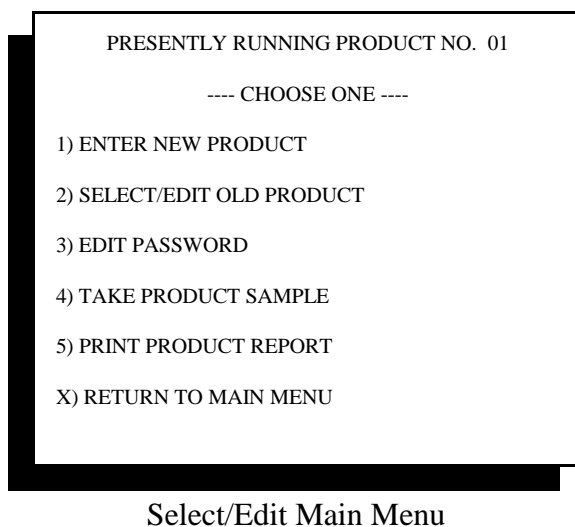 PRESENTLY RUNNING PRODUCT NO.  01
---- CHOOSE ONE ----
1) ENTER NEW PRODUCT
2) SELECT/EDIT OLD PRODUCT
3) EDIT PASSWORD
4) TAKE PRODUCT SAMPLE
5) PRINT PRODUCT REPORT
X) RETURN TO MAIN MENU
Select/Edit Main Menu